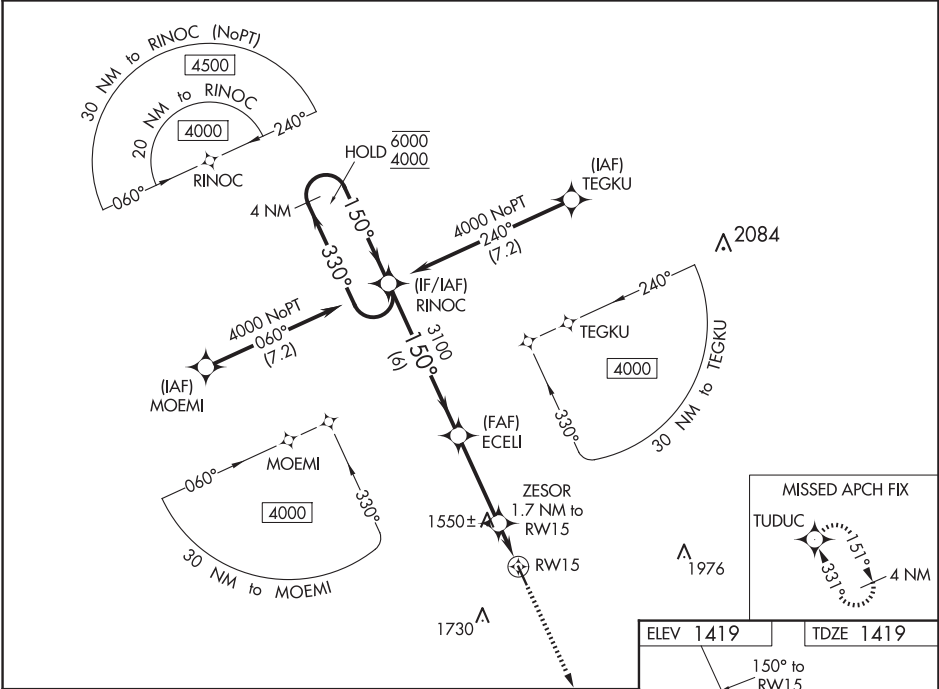 30 NM to RINOC (NoPT)
4500
20 NM to RINOC
4000
240°
060°
RINOC
HOLD 6000
4000
4 NM
150°
330°
(IAF)
TEGKU
4000 NoPT
240°
(7.2)
2084
(IF/IAF)
RINOC
4000 NoPT
060°
(7.2)
(IAF)
MOEMI
3100
150°
(6)
240°
TEGKU
4000
330°
30 NM to TEGKU
(FAF)
ECELI
060°
MOEMI
330°
4000
30 NM to MOEMI
ZESOR
1.7 NM to
RW15
1550±
RW15
1976
1730
MISSED APCH FIX
TUDUC
151°
331°
4 NM
ELEV 1419
TDZE 1419
150° to
RW15